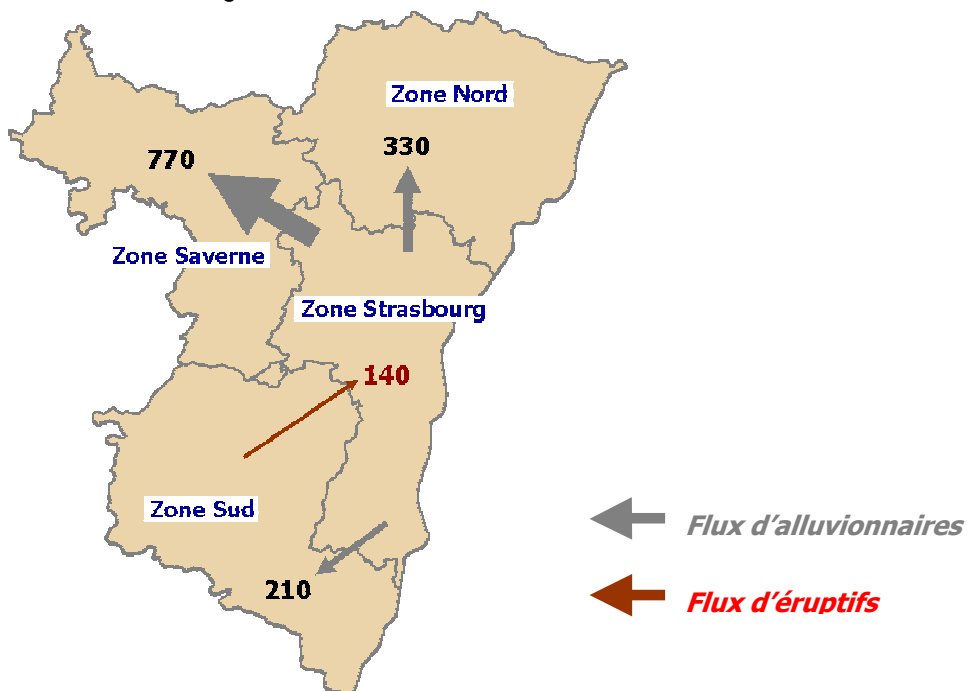 Zone Nord
330
770
Zone Saverne
Zone Strasbourg
140
Zone Sud
210
Flux d'alluvionnaires
Flux d'éruptifs